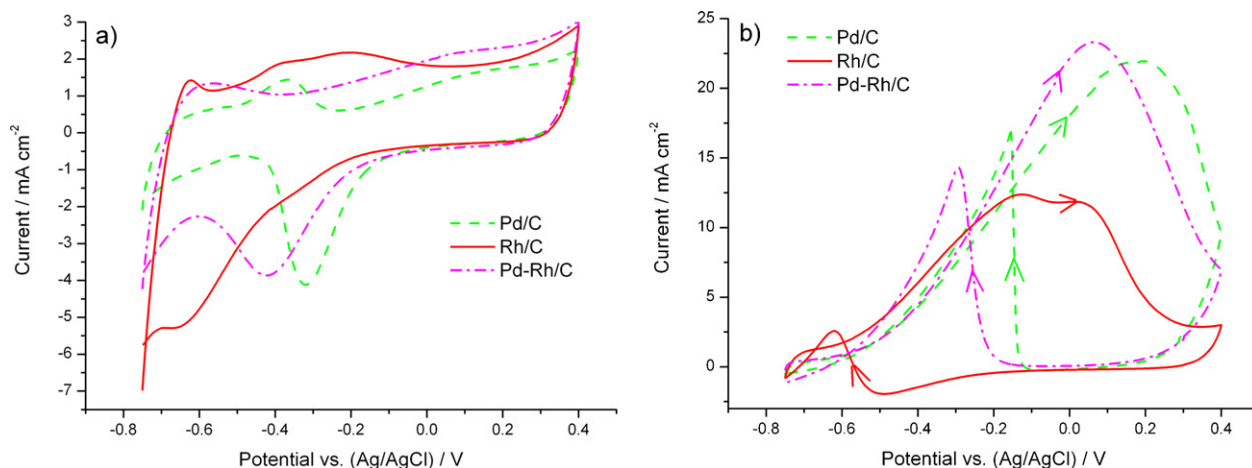 a)
3
2
1
0
-1
-2
-3
-4
-5
-6
-7
Current / mA cm-2
Pd/C
Rh/C
Pd-Rh/C
-0.8 -0.6 -0.4 -0.2 0.0 0.2 0.4
Potential vs. (Ag/AgCl) / V
b)
25
20
15
10
5
0
Current / mA cm-2
Pd/C
Rh/C
Pd-Rh/C
-0.8 -0.6 -0.4 -0.2 0.0 0.2 0.4
Potential vs. (Ag/AgCl) / V